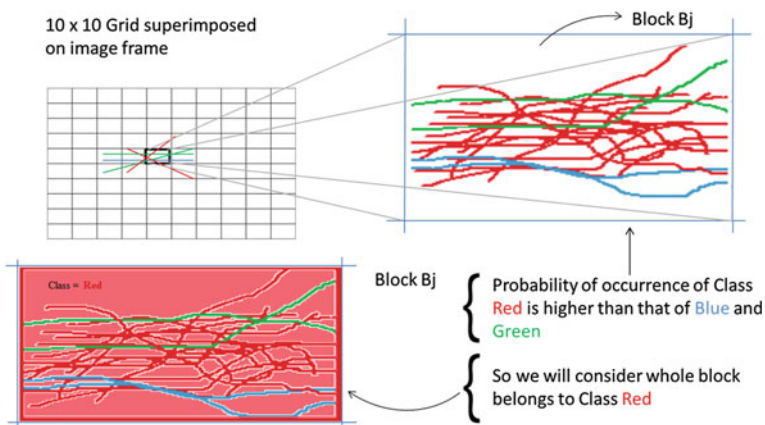 10 x 10 Grid superimposed
on image frame
Block Bj
Class = Red
Block Bj
Probability of occurrence of Class
Red is higher than that of Blue and
Green
So we will consider whole block
belongs to Class Red